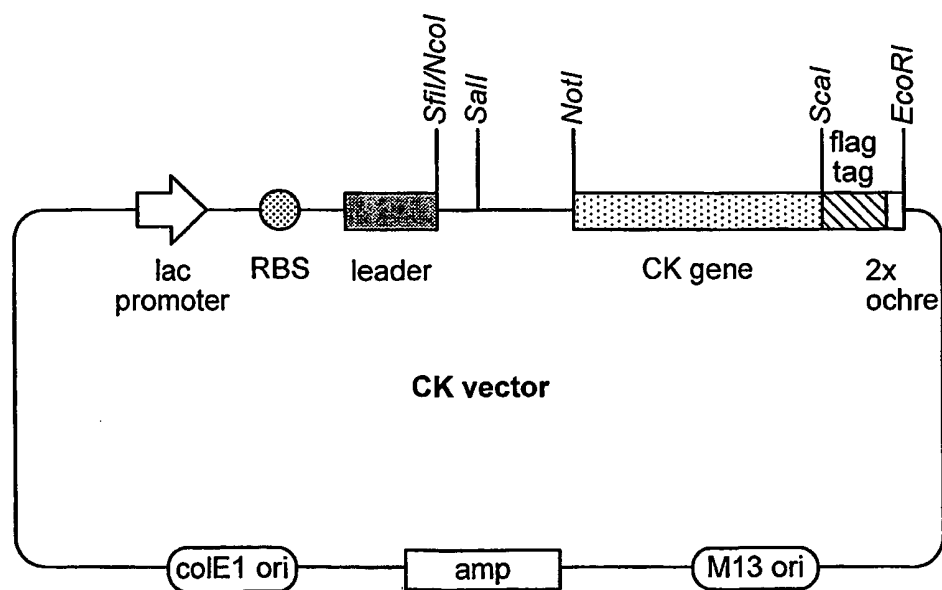 SfiI/NcoI
SalI
NotI
ScaI
EcoRI
flag
tag
lac
promoter
RBS
leader
CK gene
2x
ochre
CK vector
colE1 ori
amp
M13 ori